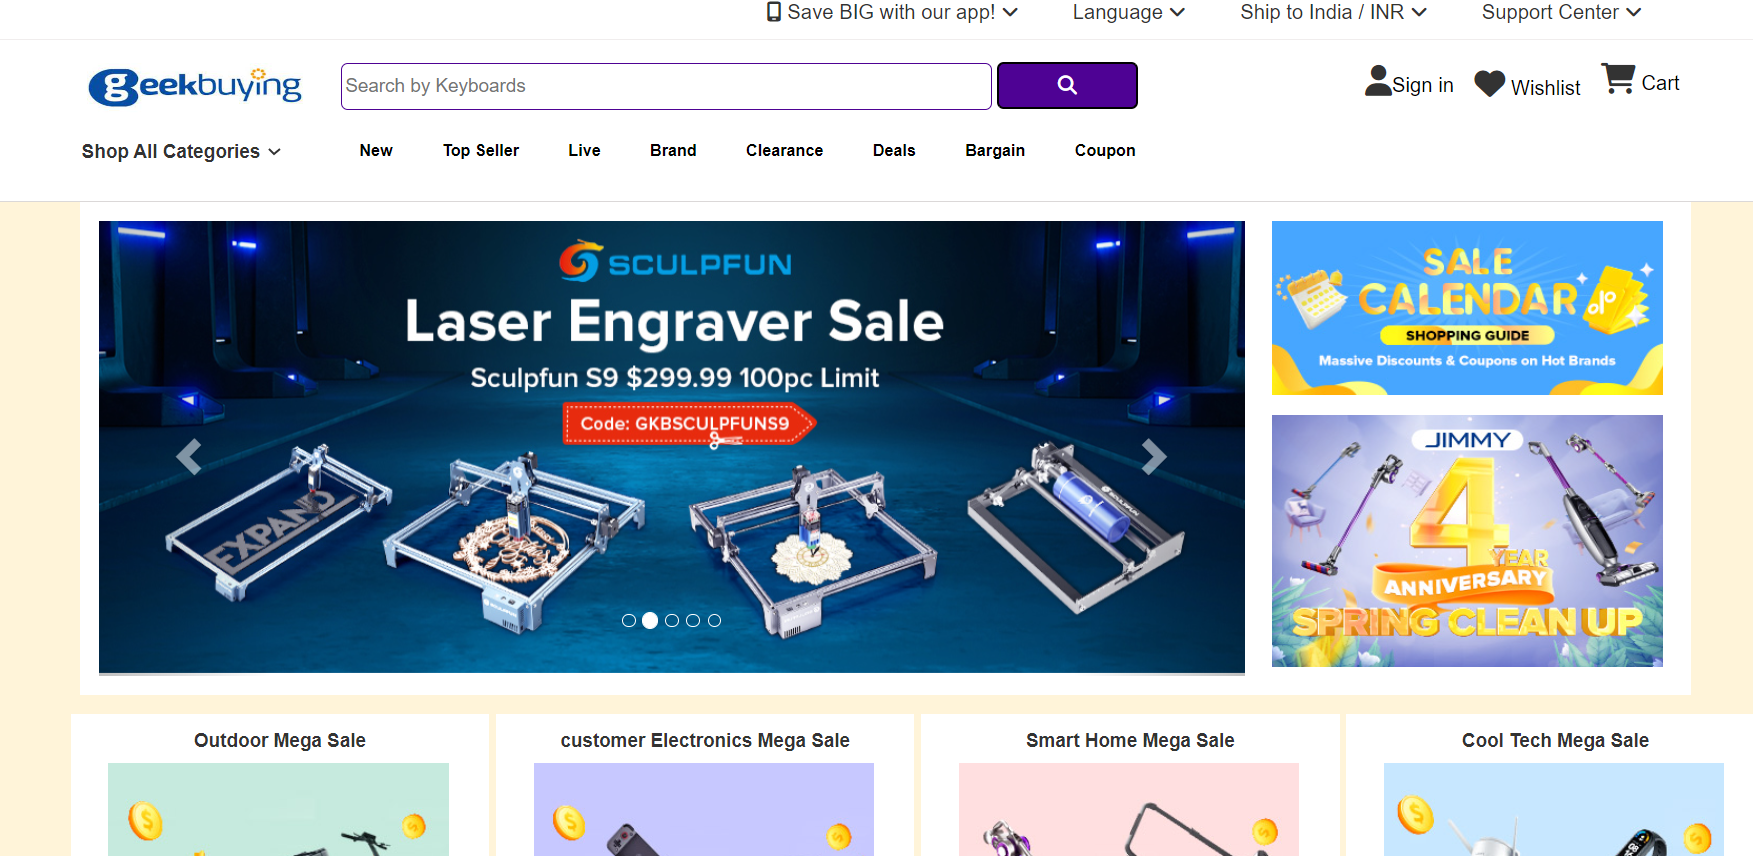 Save BIG with our app!
Language
Ship to India / INR
Support Center
geekbuying
Search by Keyboards
Sign in
Wishlist
Cart
Shop All Categories
New
Top Seller
Live
Brand
Clearance
Deals
Bargain
Coupon
SCULPFUN
Laser Engraver Sale
Sculpfun S9 $299.99 100pc Limit
Code: GKBSCULPFUNS9
EXPAND
SCULPFUN
SALE
CALENDAR
SHOPPING GUIDE
Massive Discounts & Coupons on Hot Brands
JIMMY
4
YEAR
ANNIVERSARY
SPRING CLEAN UP
Outdoor Mega Sale
customer Electronics Mega Sale
Smart Home Mega Sale
Cool Tech Mega Sale